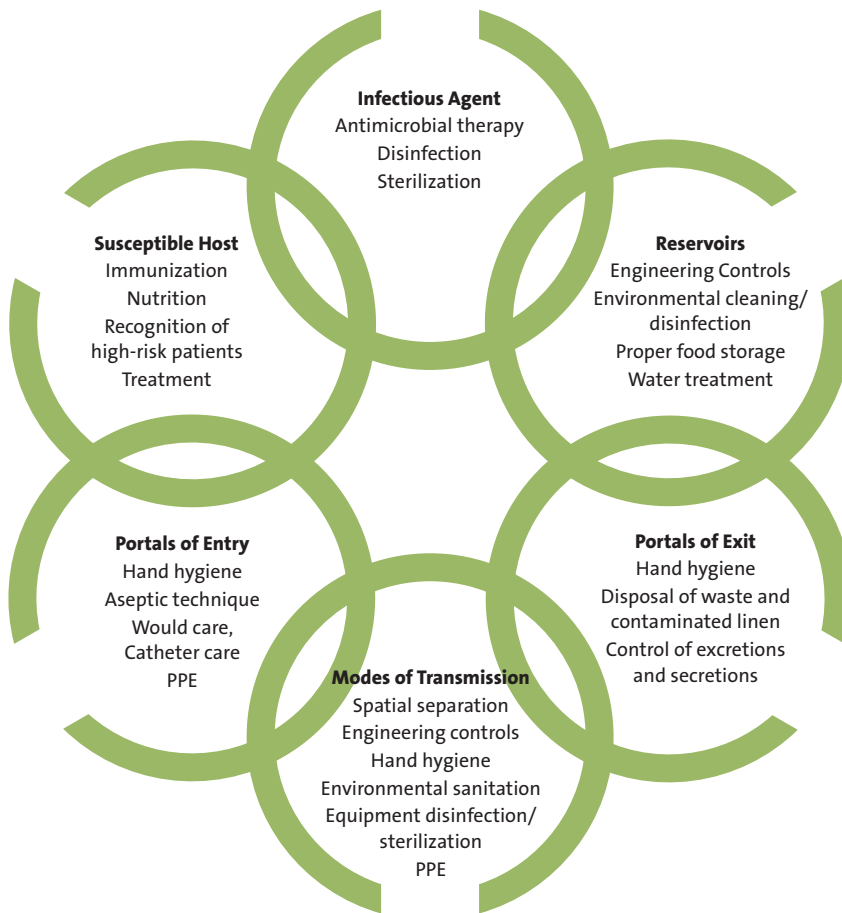 Infectious Agent
Antimicrobial therapy
Disinfection
Sterilization
Susceptible Host
Immunization
Nutrition
Recognition of
high-risk patients
Treatment
Reservoirs
Engineering Controls
Environmental cleaning/
disinfection
Proper food storage
Water treatment
Portals of Entry
Hand hygiene
Aseptic technique
Would care,
Catheter care
PPE
Portals of Exit
Hand hygiene
Disposal of waste and
contaminated linen
Control of excretions
and secretions
Modes of Transmission
Spatial separation
Engineering controls
Hand hygiene
Environmental sanitation
Equipment disinfection/
sterilization
PPE